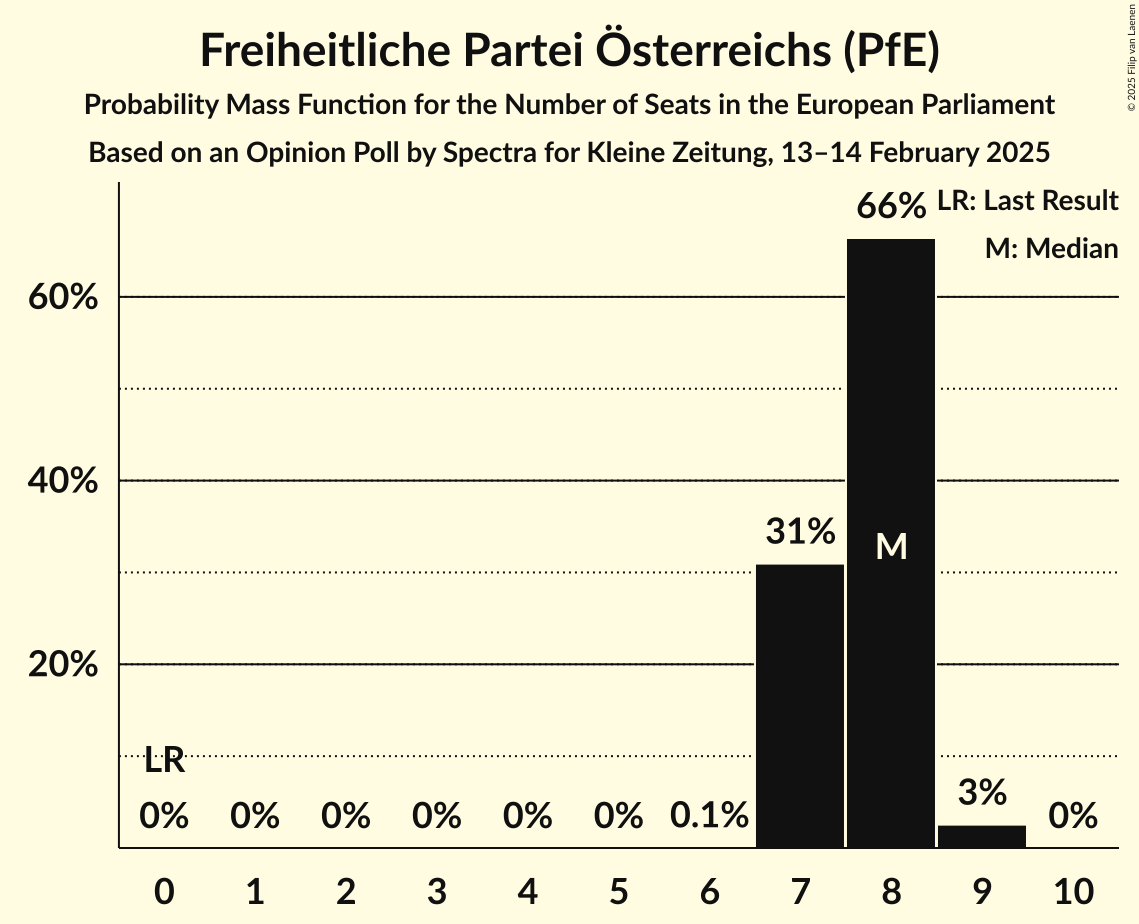 Freiheitliche Partei Österreichs (PfE)
Probability Mass Function for the Number of Seats in the European Parliament
Based on an Opinion Poll by Spectra for Kleine Zeitung, 13–14 February 2025
© 2025 Filip van Laenen
LR: Last Result
M: Median
66%
60%
40%
31%
M
20%
LR
0% 0% 0% 0% 0% 0% 0.1% 3% 0%
0 1 2 3 4 5 6 7 8 9 10